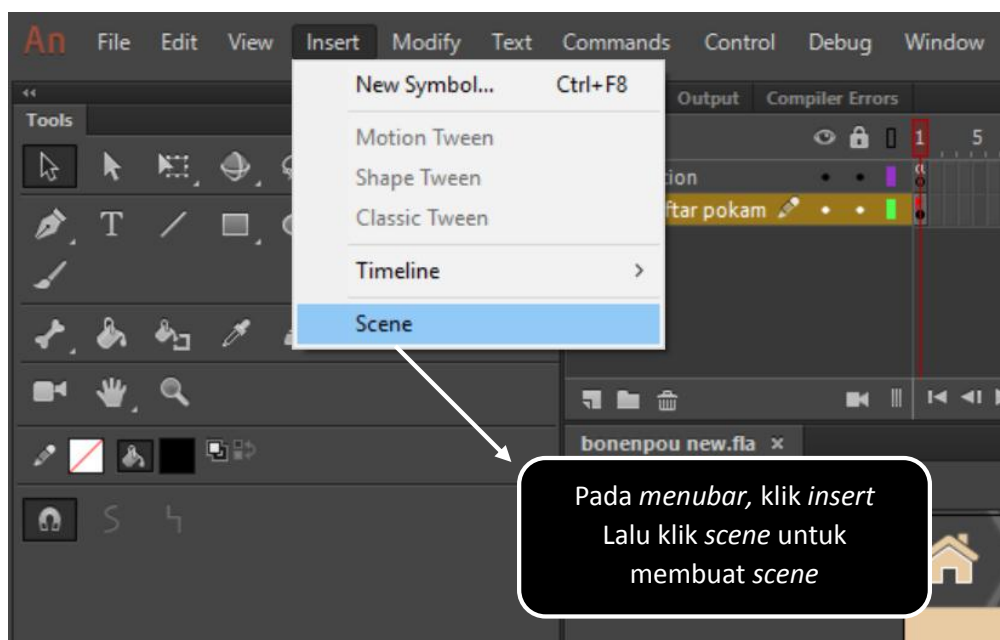 An File Edit View Insert Modify Text Commands Control Debug Window
New Symbol... Ctrl+F8
Output Compiler Errors
Tools
Motion Tween
1 5
Shape Tween
Classic Tween
ftar pokam
T
Timeline
Scene
bonenpou new.fla
Pada menubar, klik insert
Lalu klik scene untuk
membuat scene